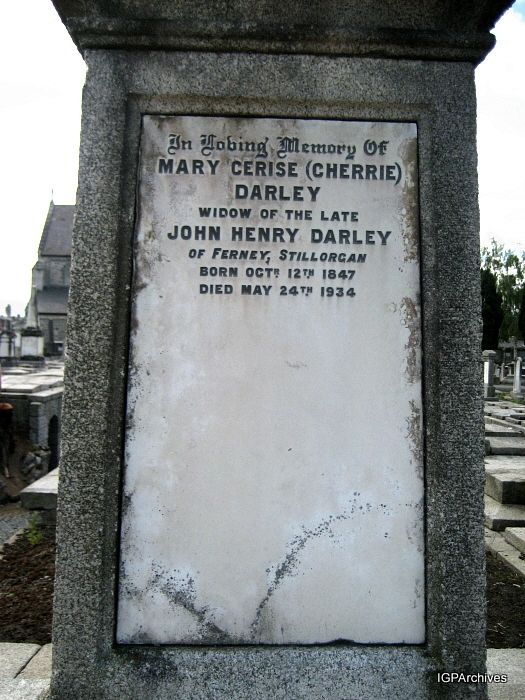 In Loving Memory Of
MARY CERISE (CHERRIE)
DARLEY
WIDOW OF THE LATE
JOHN HENRY DARLEY
OF FERNEY, STILLORGAN
BORN OCTR. 12TH 1847
DIED MAY 24TH 1934
IGPArchives